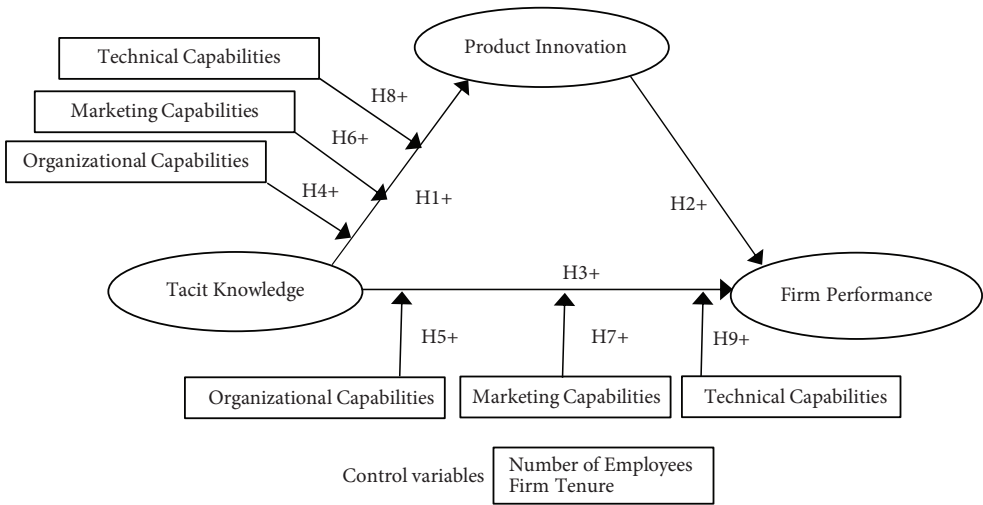 Product Innovation
Technical Capabilities
H8+
Marketing Capabilities
H6+
Organizational Capabilities
H4+
H1+
H2+
H3+
Tacit Knowledge
Firm Performance
H5+
H7+
H9+
Organizational Capabilities
Marketing Capabilities
Technical Capabilities
Control variables
Number of Employees
Firm Tenure